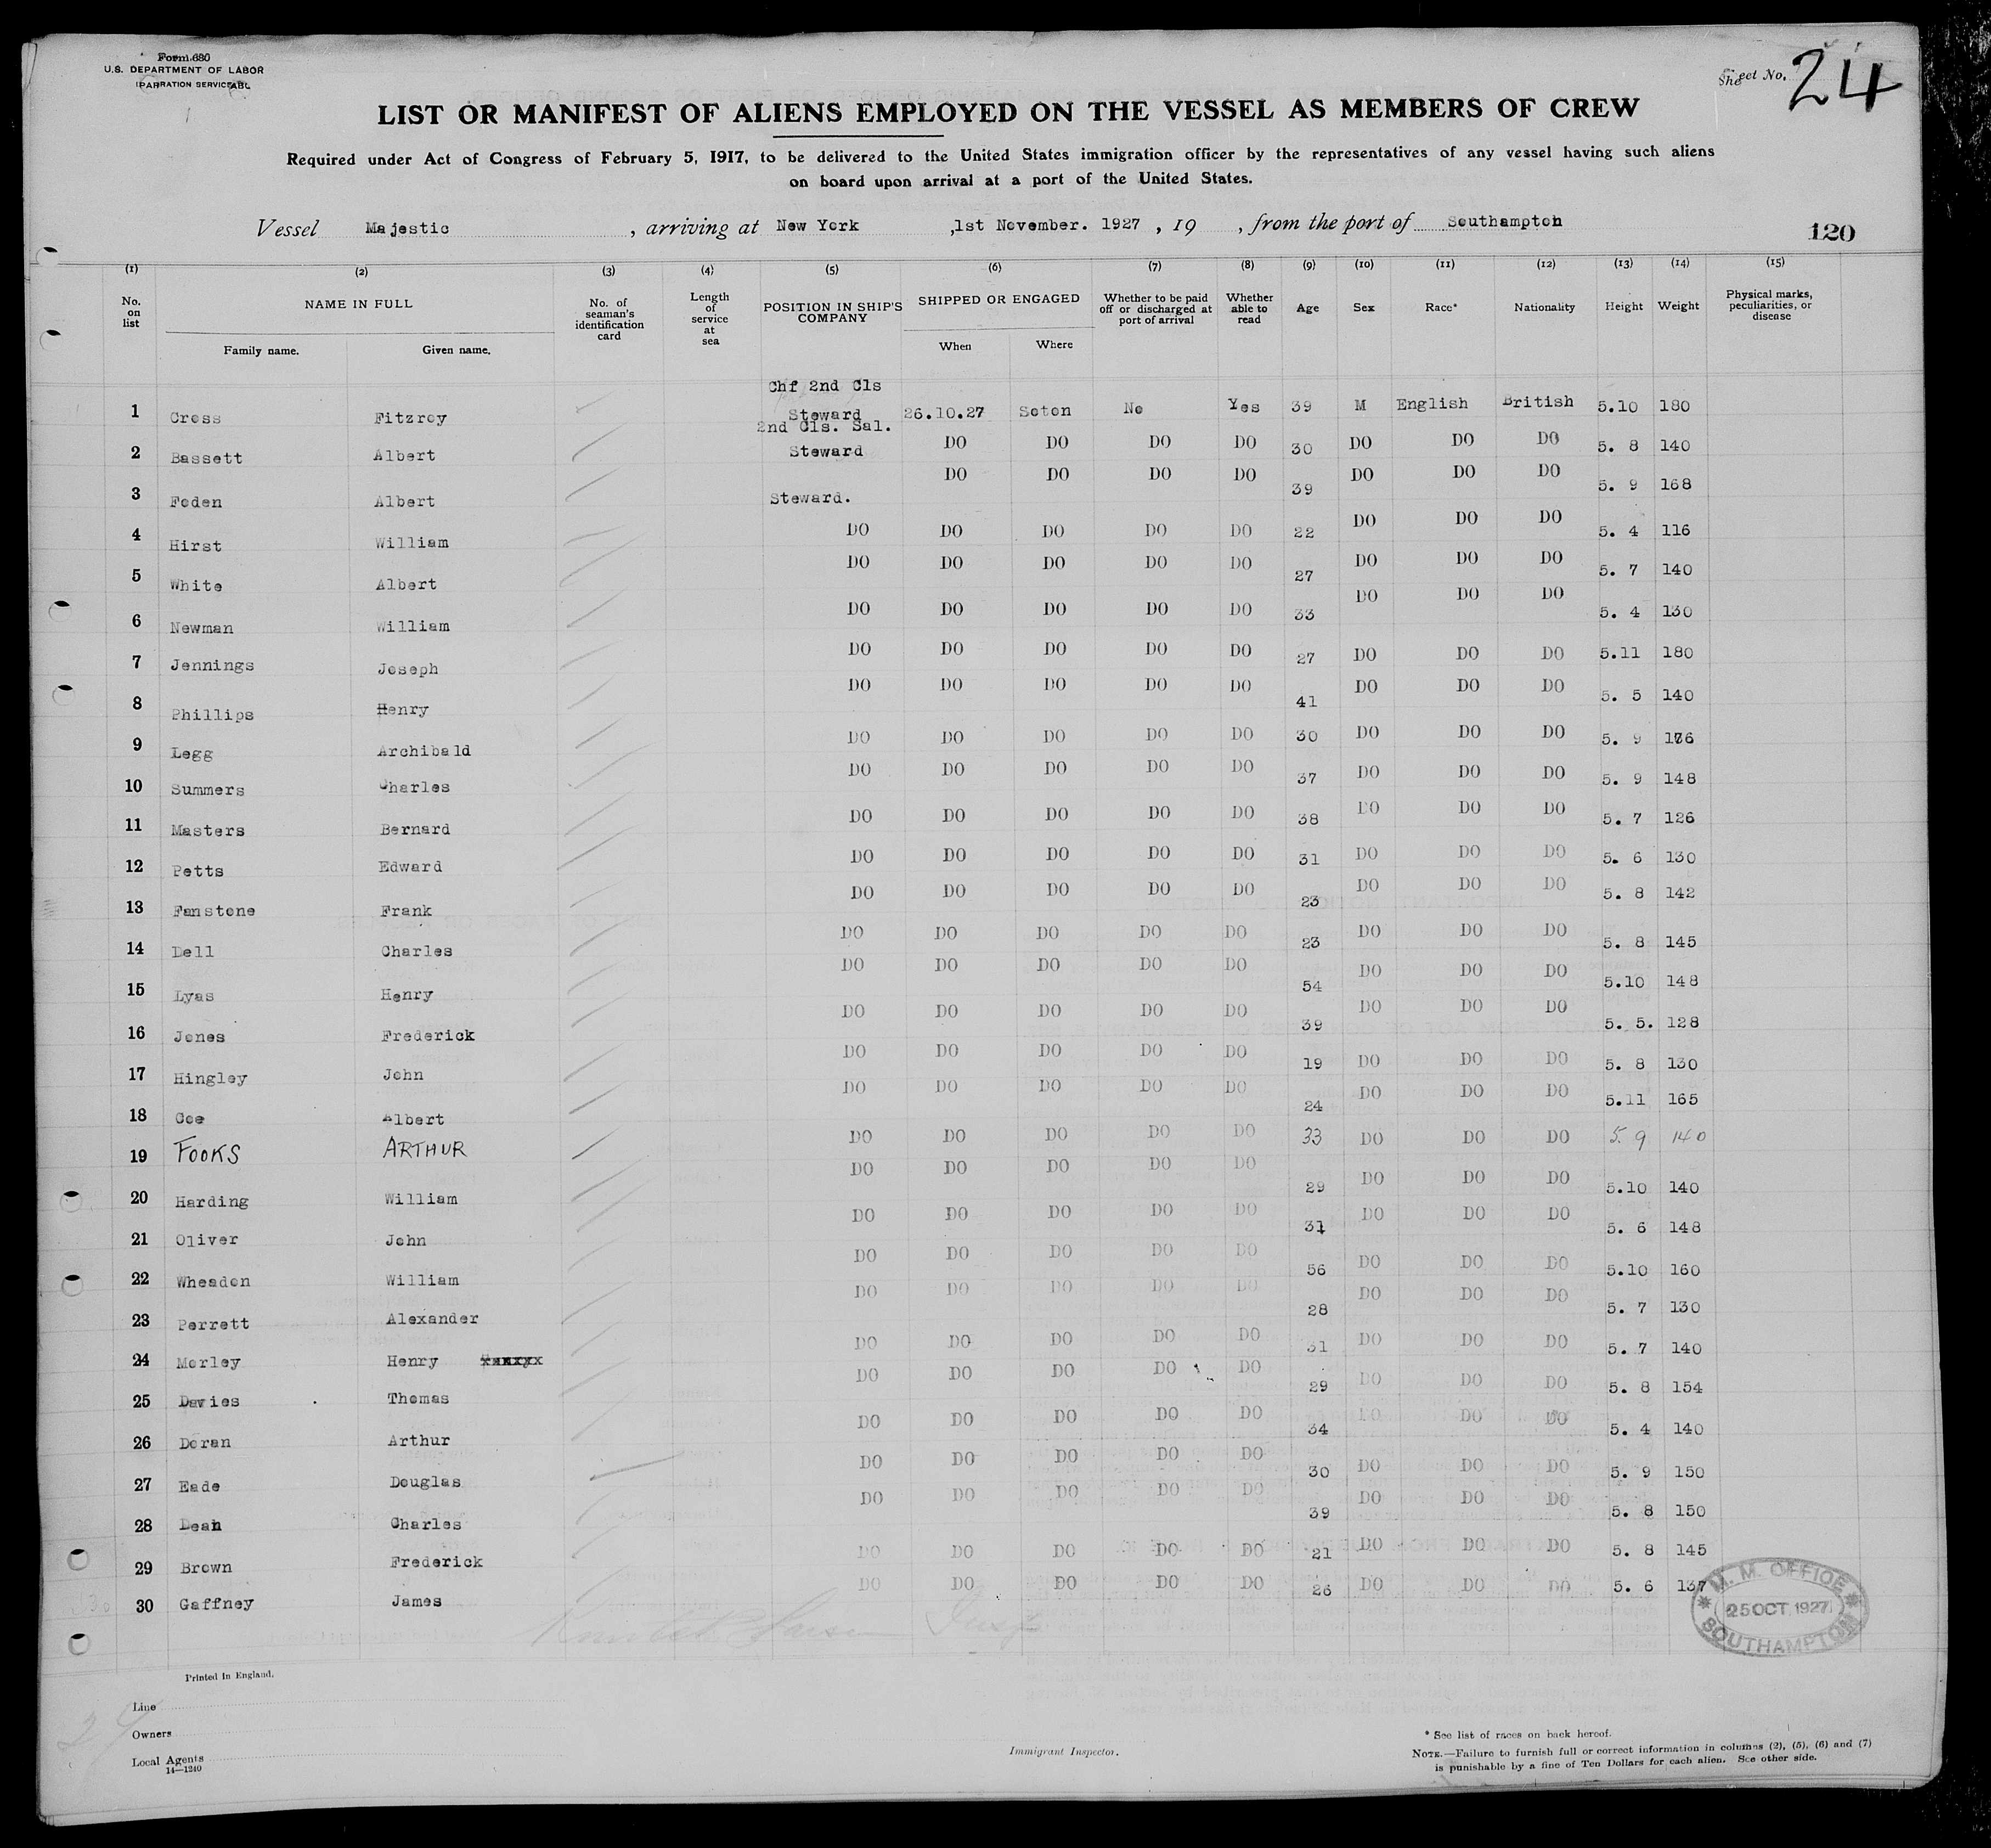 Form 680
U.S. DEPARTMENT OF LABOR
Sheet No. 24
LIST OR MANIFEST OF ALIENS EMPLOYED ON THE VESSEL AS MEMBERS OF CREW
Required under Act of Congress of February 5, 1917, to be delivered to the United States immigration officer by the representatives of any vessel having such aliens
on board upon arrival at a port of the United States.
Vessel Majestic, arriving at New York, 1st November. 1927, 19 , from the port of Southampton
120
(1) (2) (3) (4) (5) (6) (7) (8) (9) (10) (11) (12) (13) (14) (15)
No. on list NAME IN FULL Family name. Given name. No. of seaman's identification card Length of service at sea POSITION IN SHIP'S COMPANY SHIPPED OR ENGAGED When Where Whether to be paid off or discharged at port of arrival Whether able to read Age Sex Race* Nationality Height Weight Physical marks, peculiarities, or disease
1 Cross Fitzroy Chf 2nd Cls Steward 26.10.27 Soton No Yes 39 M English British 5.10 180
2 Bassett Albert 2nd Cls. Sal. Steward DO DO DO DO 30 DO DO DO 5. 8 140
3 Foden Albert Steward. DO DO DO DO 39 DO DO DO 5. 9 168
4 Hirst William DO DO DO DO DO 22 DO DO DO 5. 4 116
5 White Albert DO DO DO DO DO 27 DO DO DO 5. 7 140
6 Newman William DO DO DO DO DO 33 DO DO DO 5. 4 130
7 Jennings Joseph DO DO DO DO DO 27 DO DO DO 5.11 180
8 Phillips Henry DO DO DO DO DO 41 DO DO DO 5. 5 140
9 Legg Archibald DO DO DO DO DO 30 DO DO DO 5. 9 176
10 Summers Charles DO DO DO DO DO 37 DO DO DO 5. 9 148
11 Masters Bernard DO DO DO DO DO 38 DO DO DO 5. 7 126
12 Petts Edward DO DO DO DO DO 31 DO DO DO 5. 6 130
13 Fanstone Frank DO DO DO DO DO 23 DO DO DO 5. 8 142
14 Dell Charles DO DO DO DO DO 23 DO DO DO 5. 8 145
15 Lyas Henry DO DO DO DO DO 54 DO DO DO 5.10 148
16 Jones Frederick DO DO DO DO DO 39 DO DO DO 5. 5. 128
17 Hingley John DO DO DO DO DO 19 DO DO DO 5. 8 130
18 Coe Albert DO DO DO DO DO 24 DO DO DO 5.11 165
19 FOOKS ARTHUR DO DO DO DO DO 33 DO DO DO 5. 9 140
20 Harding William DO DO DO DO DO 29 DO DO DO 5.10 140
21 Oliver John DO DO DO DO DO 31 DO DO DO 5. 6 148
22 Wheadon William DO DO DO DO DO 56 DO DO DO 5.10 160
23 Perrett Alexander DO DO DO DO DO 28 DO DO DO 5. 7 130
24 Morley Henry DO DO DO DO DO 31 DO DO DO 5. 7 140
25 Davies Thomas DO DO DO DO DO 29 DO DO DO 5. 8 154
26 Doran Arthur DO DO DO DO DO 34 DO DO DO 5. 4 140
27 Eade Douglas DO DO DO DO DO 30 DO DO DO 5. 9 150
28 Dean Charles DO DO DO DO DO 39 DO DO DO 5. 8 150
29 Brown Frederick DO DO DO DO DO 21 DO DO DO 5. 8 145
30 Gaffney James DO DO DO DO DO 26 DO DO DO 5. 6 137
M. M. OFFICE
25 OCT 1927
SOUTHAMPTON
Printed in England.
Line
Owners
Local Agents
14—1240
24
Immigrant Inspector.
* See list of races on back hereof.
NOTE.—Failure to furnish full or correct information in columns (2), (5), (6) and (7)
is punishable by a fine of Ten Dollars for each alien. See other side.